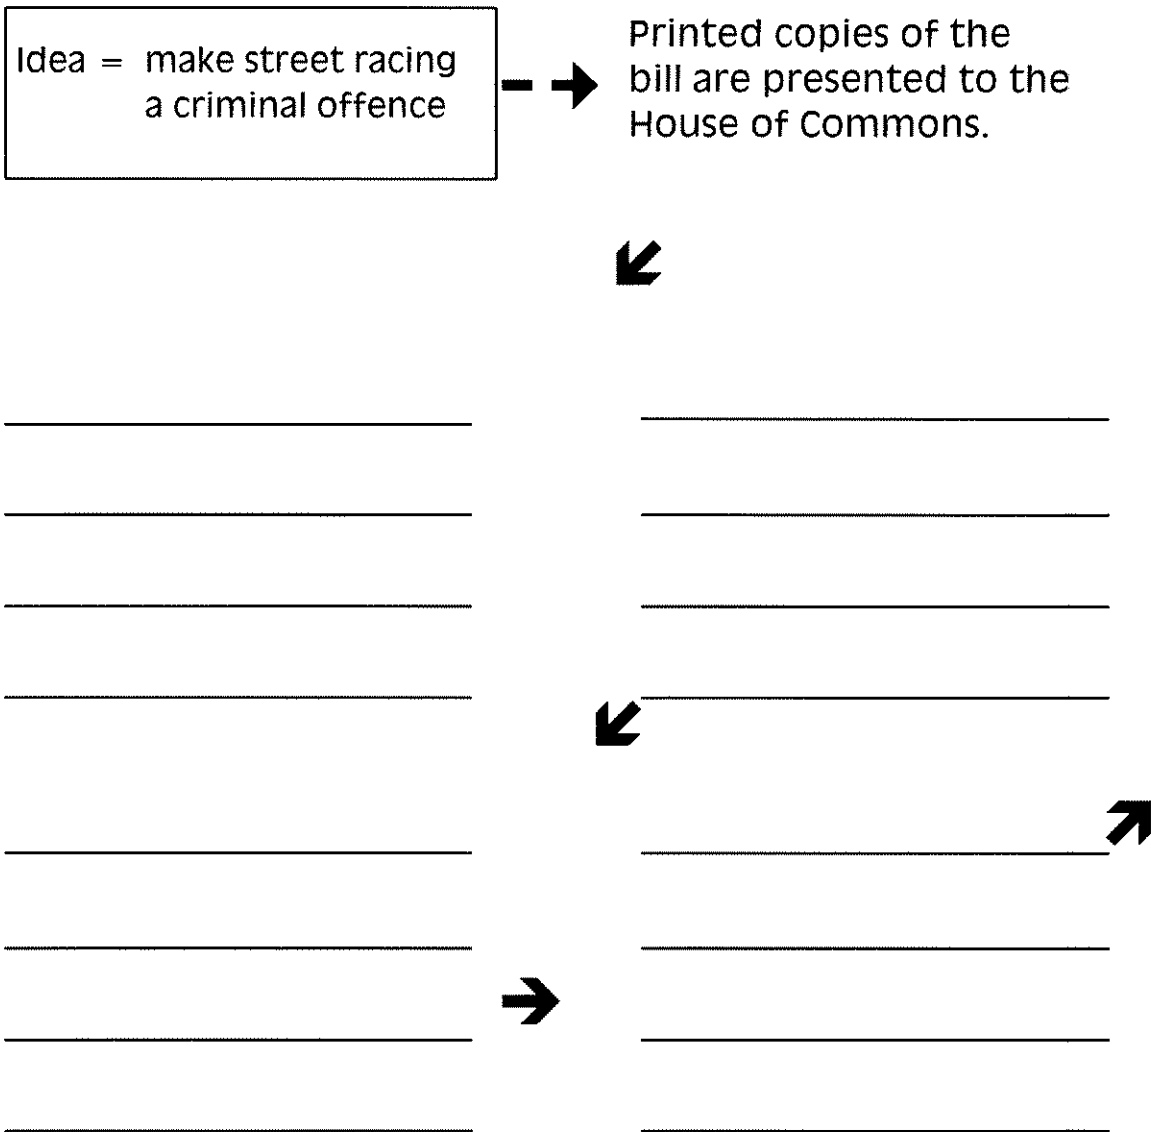 Idea = make street racing
a criminal offence
Printed copies of the
bill are presented to the
House of Commons.